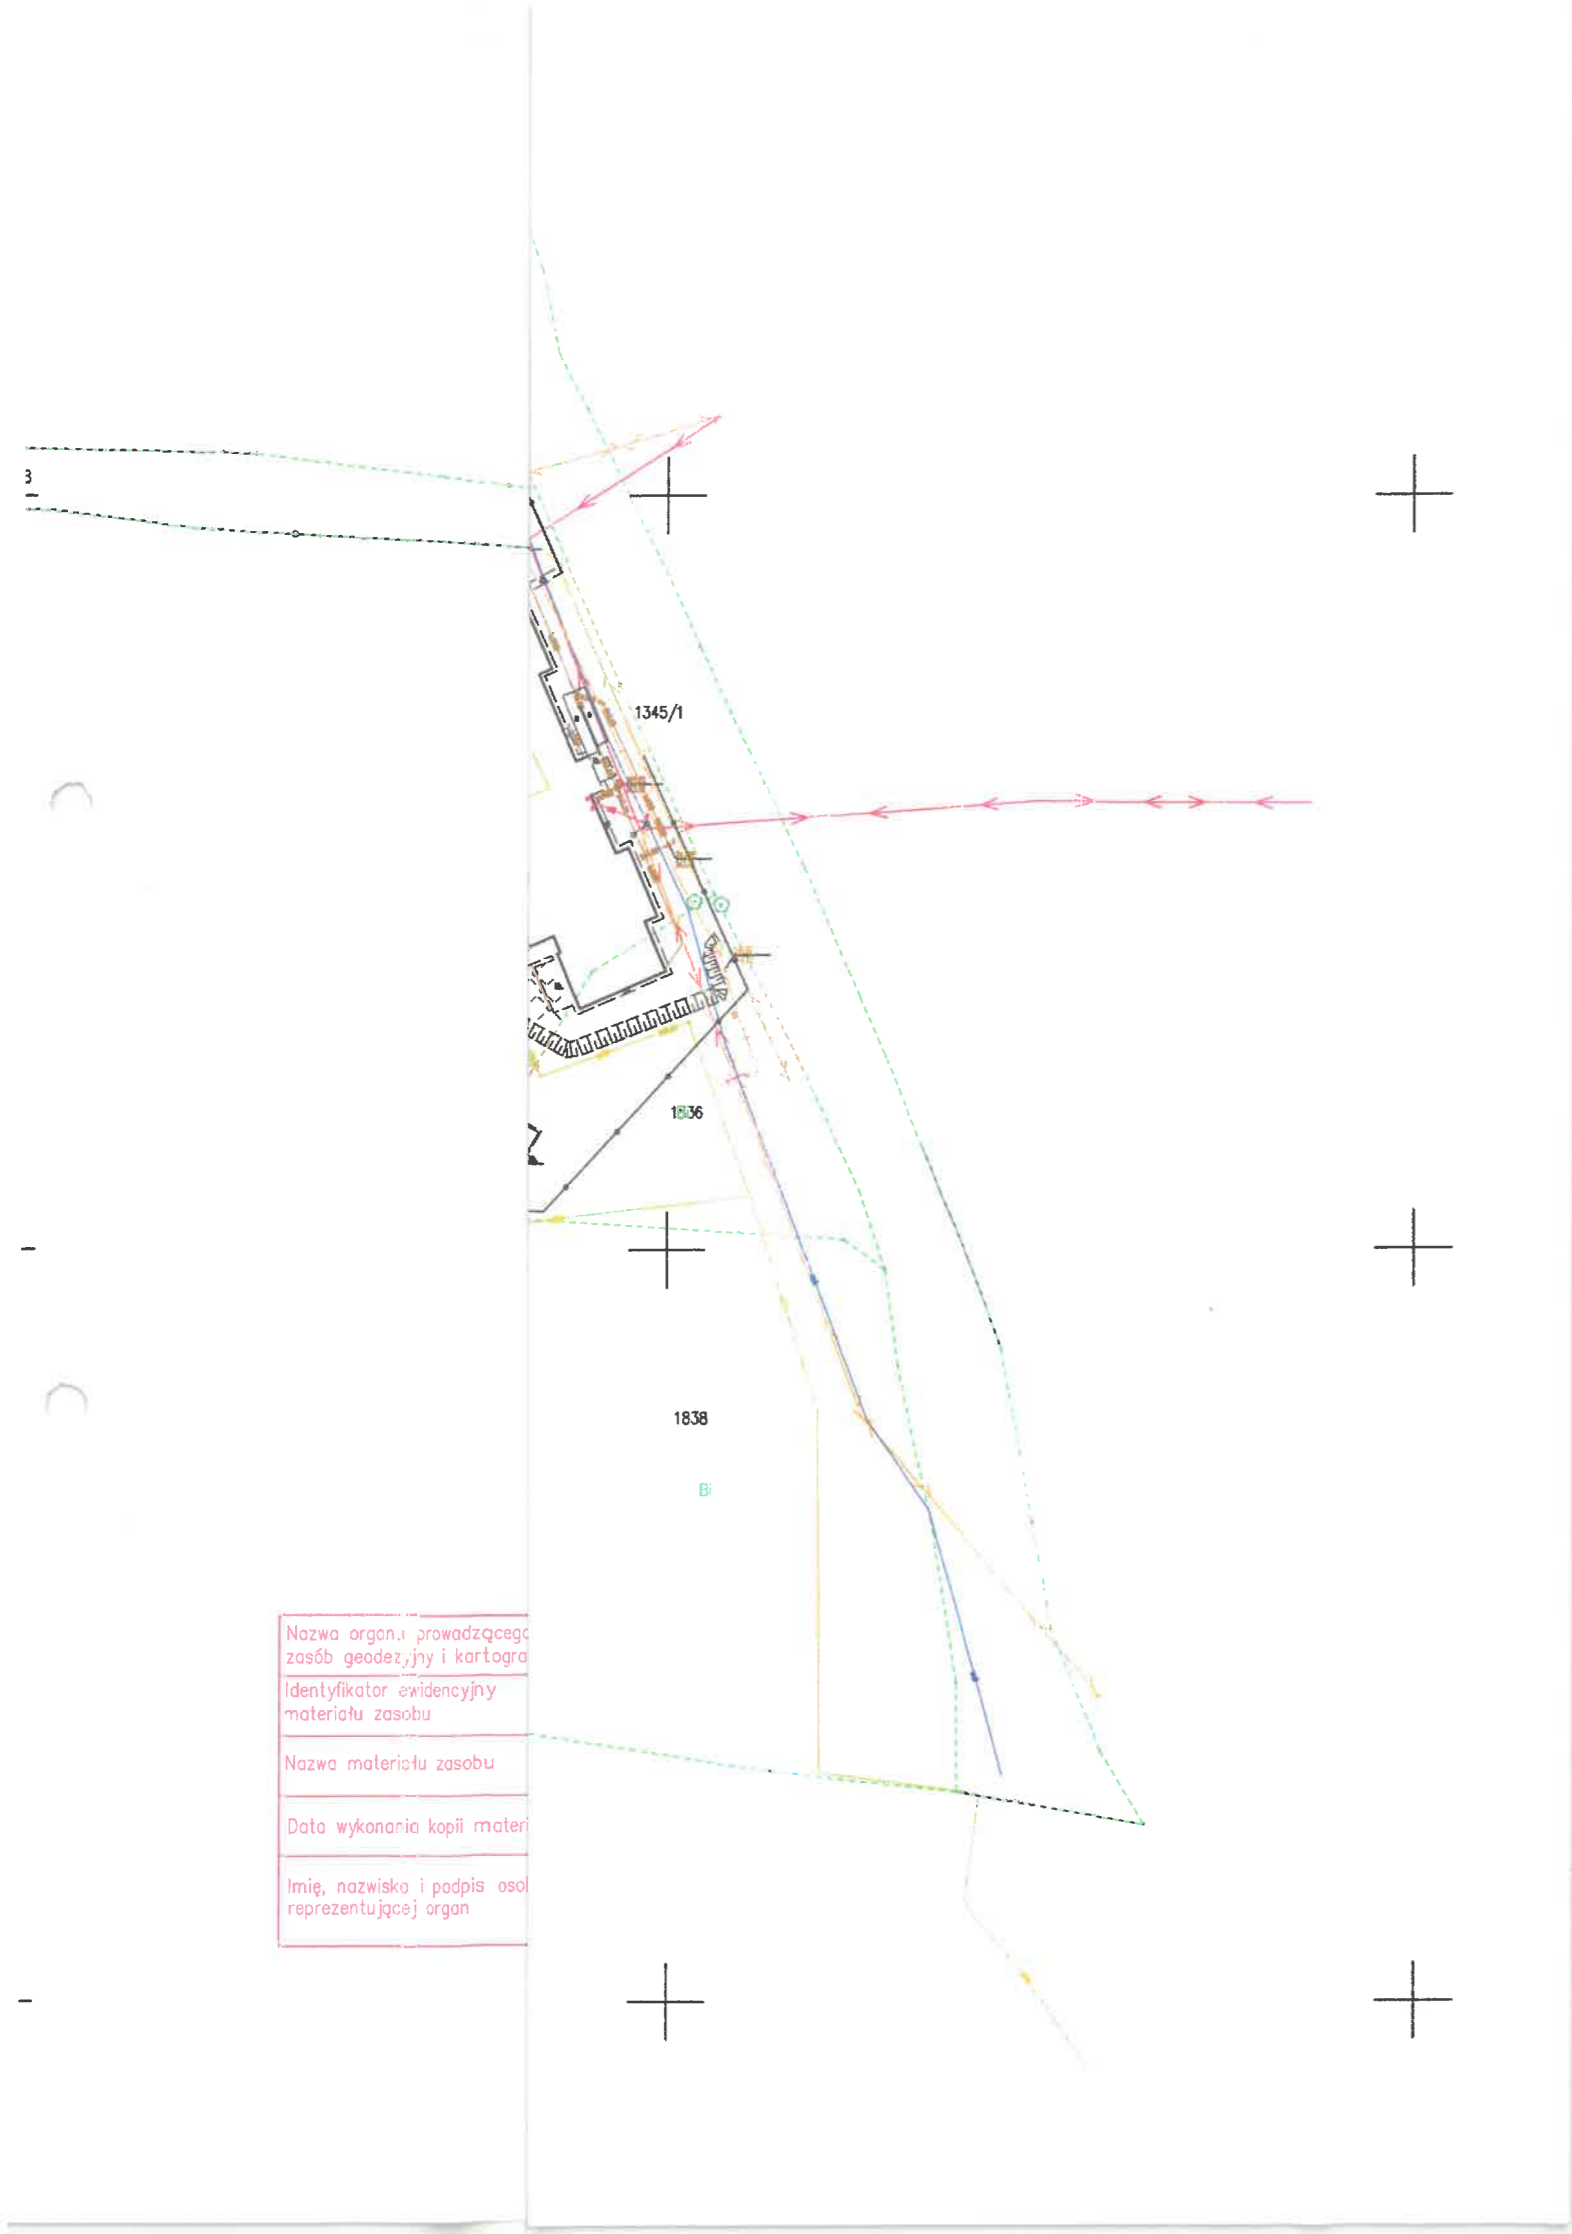 3
1345/1
1836
1838
Bi
Nazwa organu prowadzącego
zasób geodezyjny i kartogra
Identyfikator ewidencyjny
materiału zasobu
Nazwa materiału zasobu
Data wykonania kopii materi
Imię, nazwisko i podpis osob
reprezentującej organ